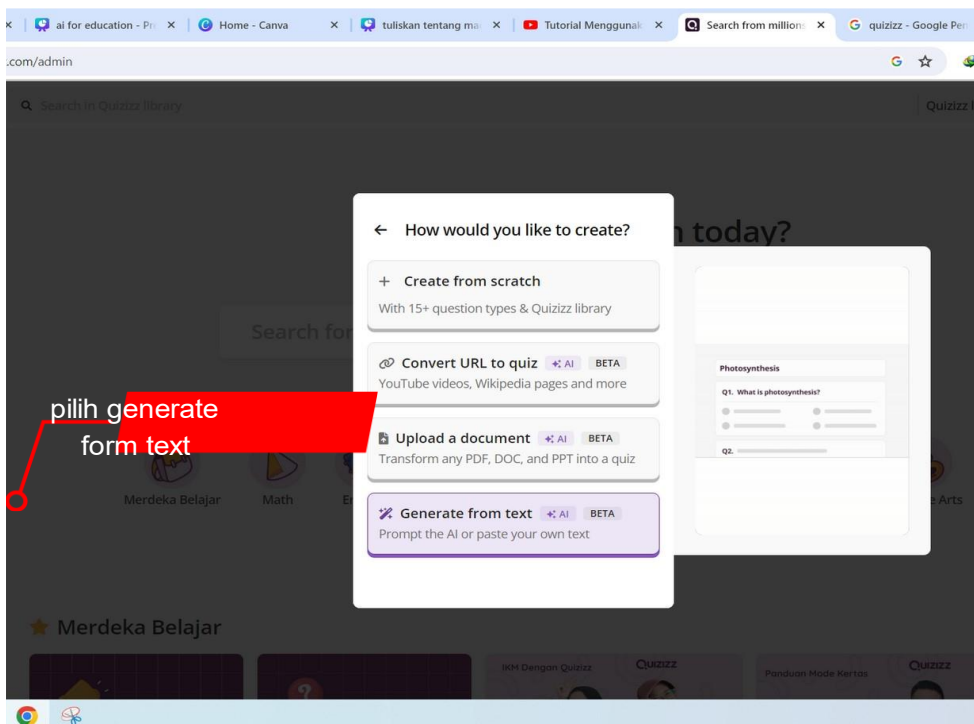 ai for education - Pr
Home - Canva
tuliskan tentang ma
Tutorial Menggunak
Search from millions
quizizz - Google Pen
.com/admin
Search in Quizizz library
Quizizz
n today?
How would you like to create?
Create from scratch
With 15+ question types & Quizizz library
Search for
Convert URL to quiz AI BETA
YouTube videos, Wikipedia pages and more
Photosynthesis
Q1. What is photosynthesis?
pilih generate
form text
Upload a document AI BETA
Transform any PDF, DOC, and PPT into a quiz
Q2.
Merdeka Belajar
Math
Arts
Generate from text AI BETA
Prompt the AI or paste your own text
Merdeka Belajar
IKM Dengan Quizizz
Quizizz
Panduan Mode Kertas
Quizizz